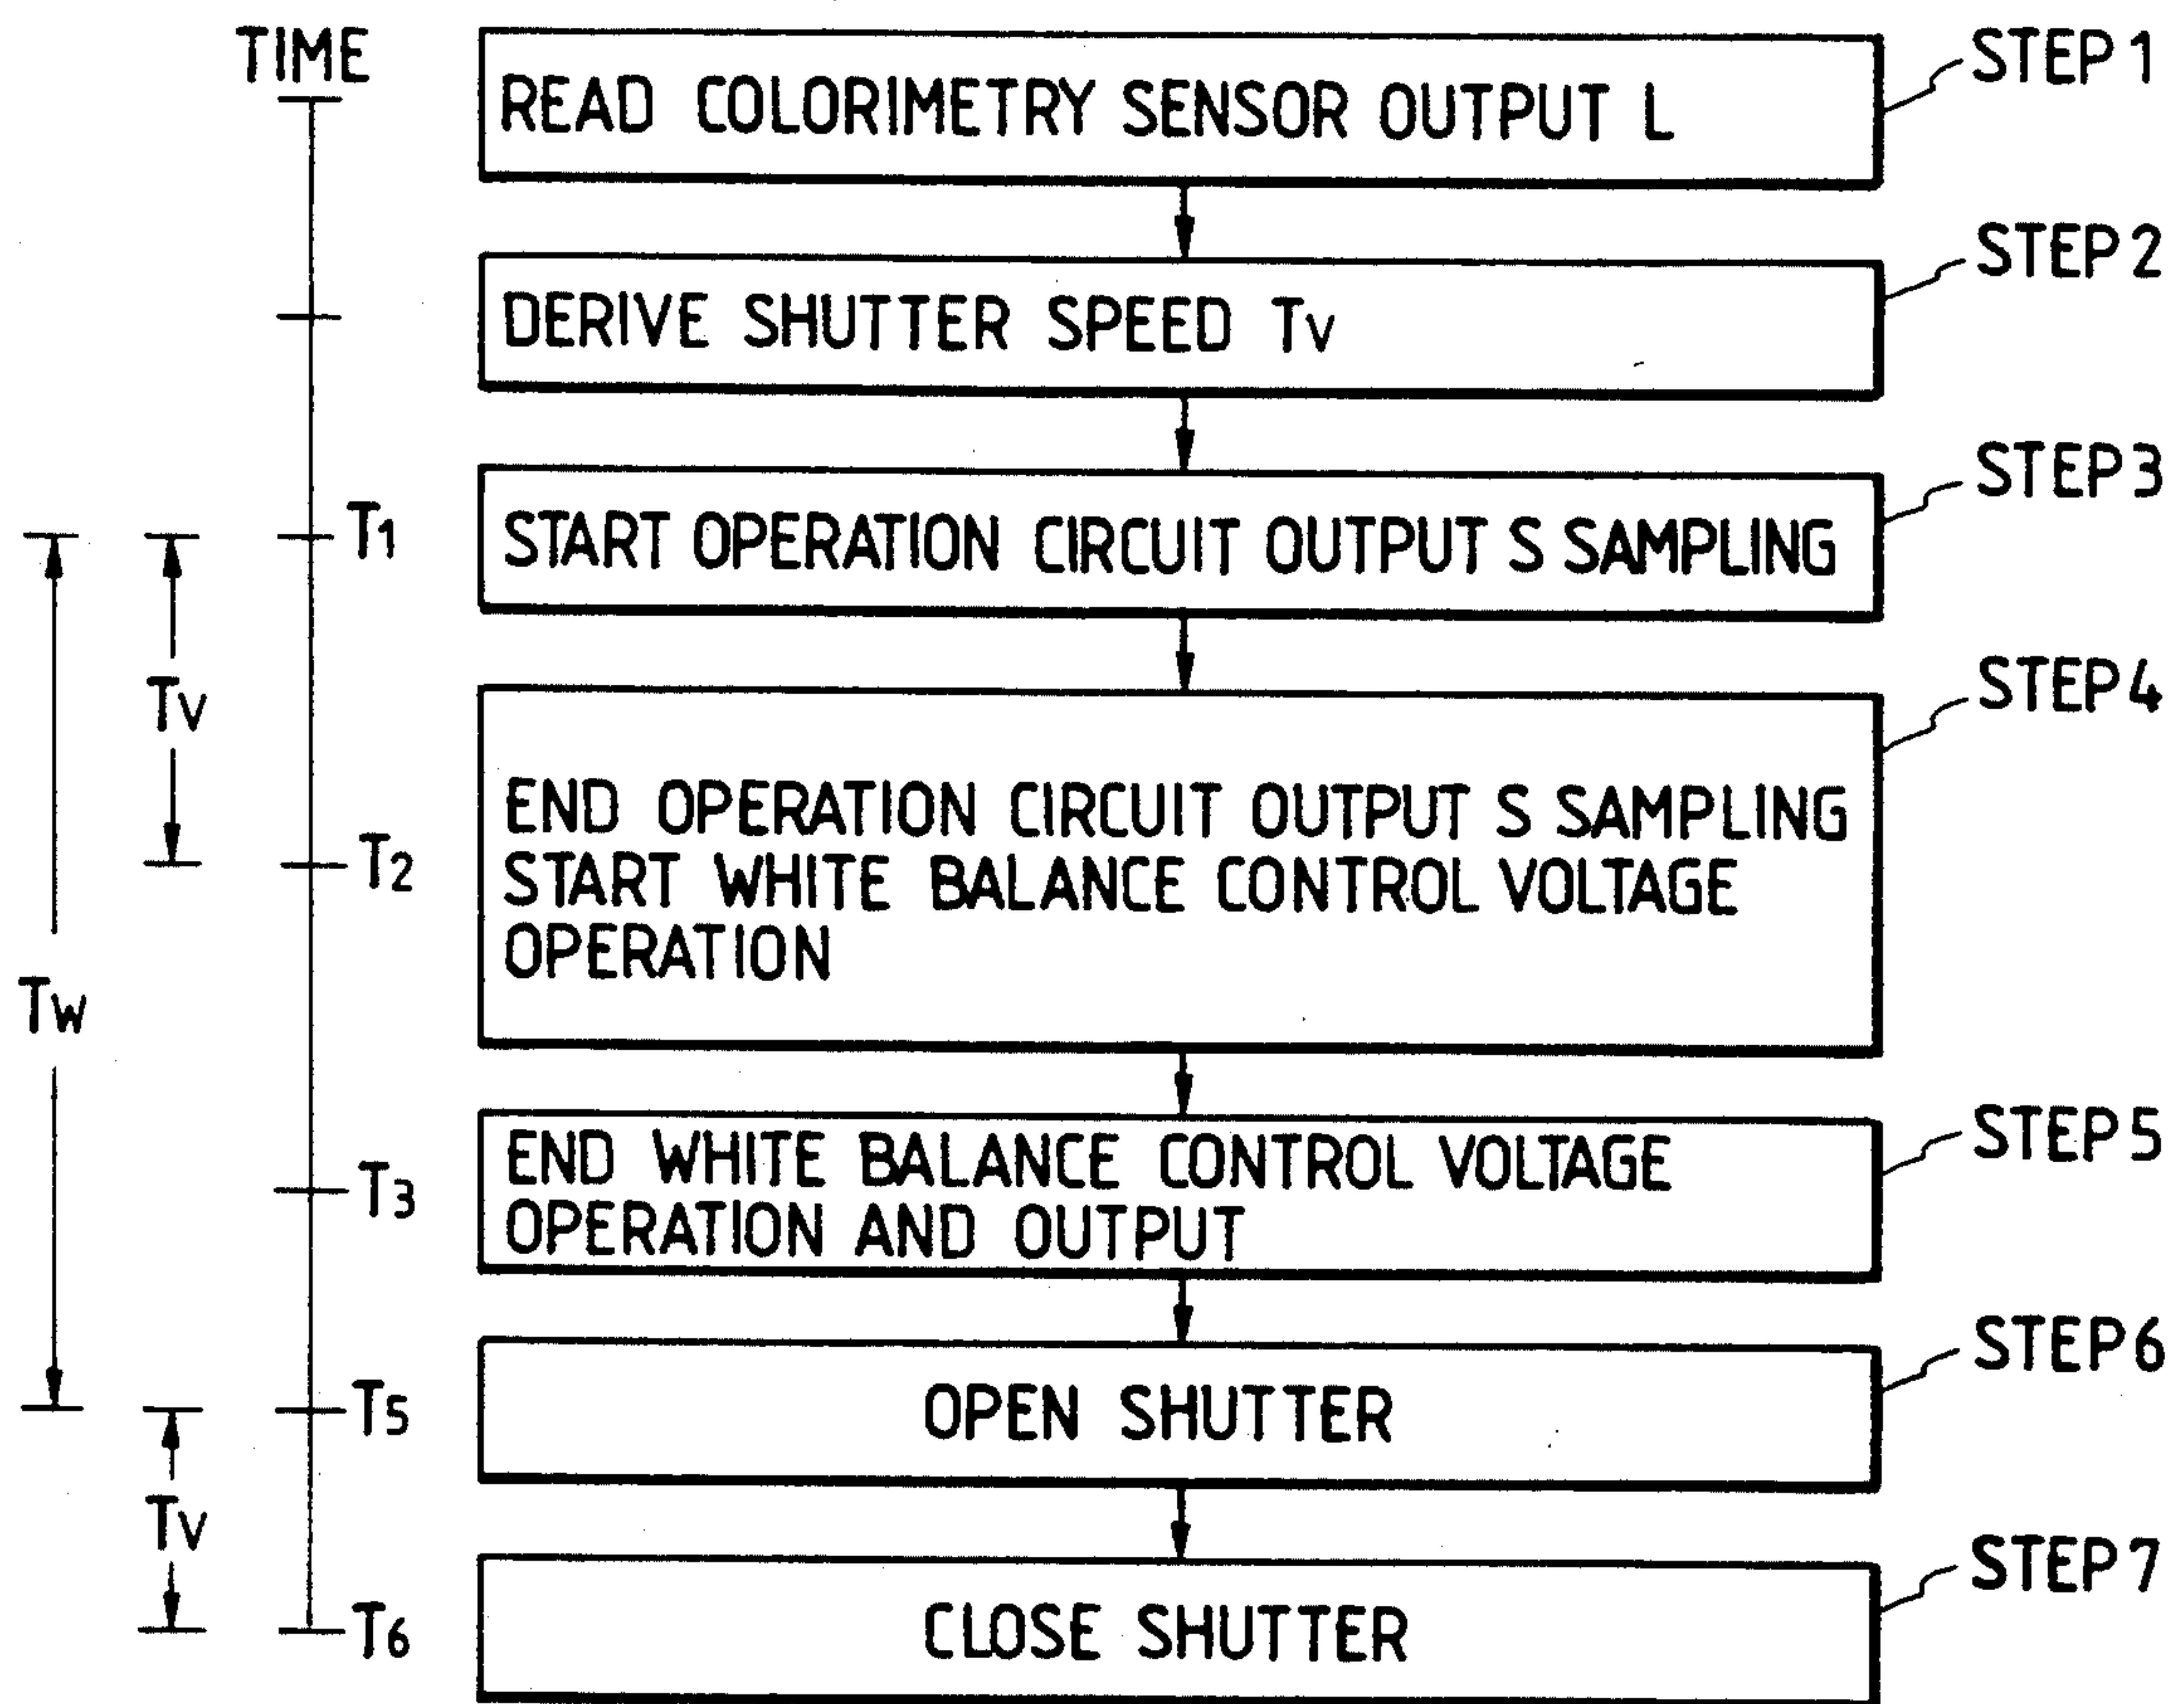 TIME
READ COLORIMETRY SENSOR OUTPUT L
STEP 1
DERIVE SHUTTER SPEED Tv
STEP 2
T1
START OPERATION CIRCUIT OUTPUT S SAMPLING
STEP 3
Tv
T2
END OPERATION CIRCUIT OUTPUT S SAMPLING
START WHITE BALANCE CONTROL VOLTAGE
OPERATION
STEP 4
Tw
T3
END WHITE BALANCE CONTROL VOLTAGE
OPERATION AND OUTPUT
STEP 5
T5
OPEN SHUTTER
STEP 6
Tv
T6
CLOSE SHUTTER
STEP 7